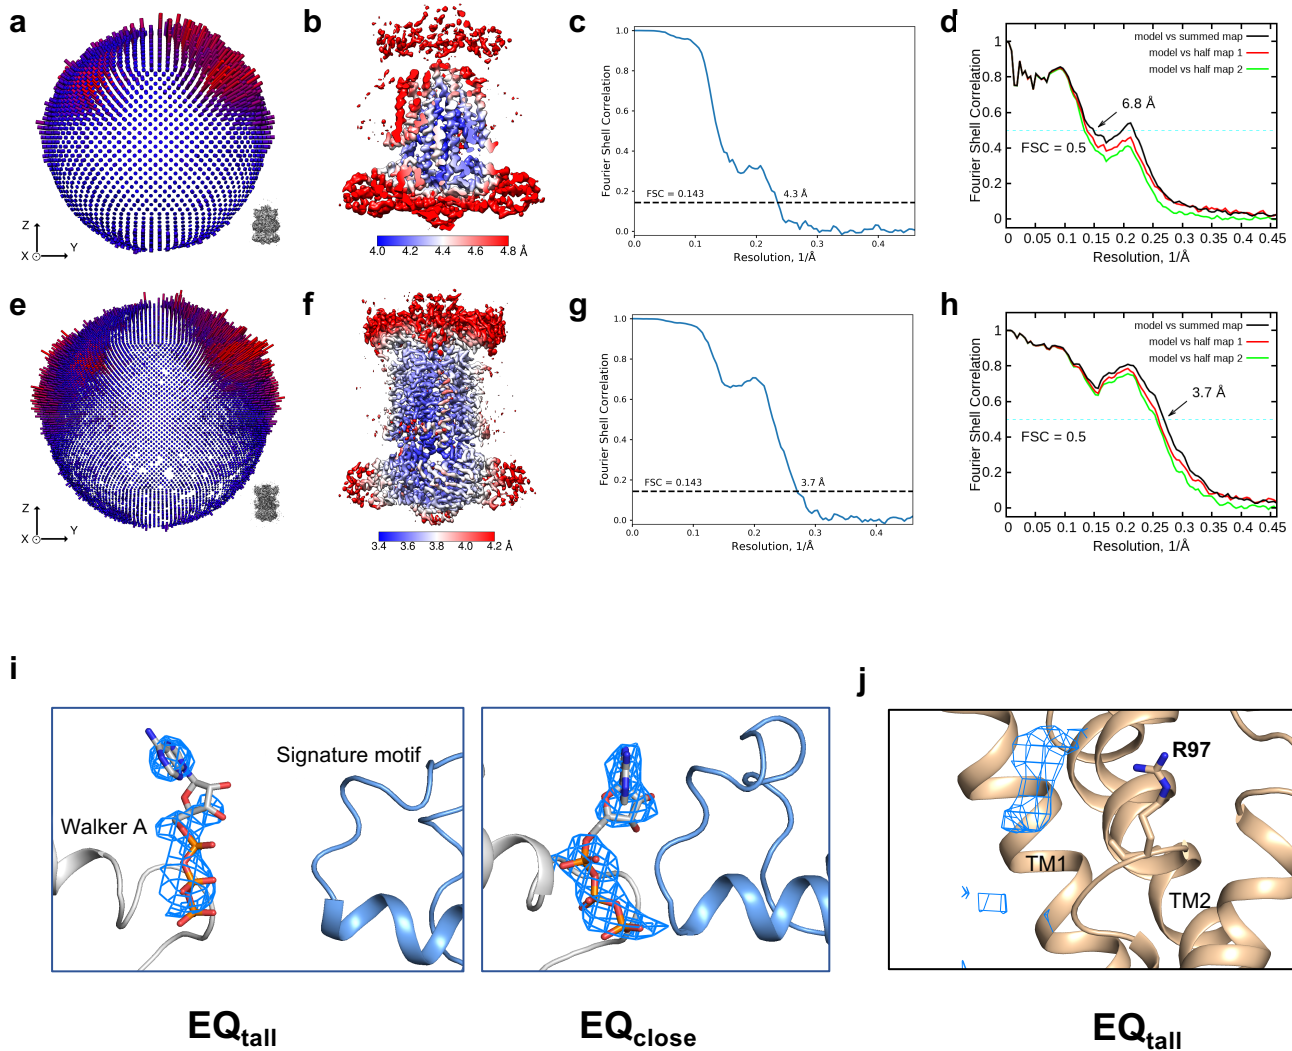 a
Z
X
Y
b
4.0 4.2 4.4 4.6 4.8 Å
c
Fourier Shell Correlation
1.0
0.8
0.6
0.4
0.2
0.0
FSC = 0.143
4.3 Å
0.0 0.1 0.2 0.3 0.4
Resolution, 1/Å
d
Fourier Shell Correlation
1
0.8
0.6
0.4
0.2
0
model vs summed map
model vs half map 1
model vs half map 2
6.8 Å
FSC = 0.5
0 0.05 0.1 0.15 0.2 0.25 0.3 0.35 0.4 0.45
Resolution, 1/Å
e
Z
X
Y
f
3.4 3.6 3.8 4.0 4.2 Å
g
Fourier Shell Correlation
1.0
0.8
0.6
0.4
0.2
0.0
FSC = 0.143
3.7 Å
0.0 0.1 0.2 0.3 0.4
Resolution, 1/Å
h
Fourier Shell Correlation
1
0.8
0.6
0.4
0.2
0
model vs summed map
model vs half map 1
model vs half map 2
3.7 Å
FSC = 0.5
0 0.05 0.1 0.15 0.2 0.25 0.3 0.35 0.4 0.45
Resolution, 1/Å
i
Walker A
Signature motif
EQtall
EQclose
j
R97
TM1
TM2
EQtall